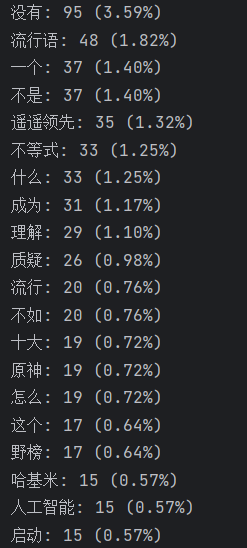 没有: 95 (3.59%)
流行语: 48 (1.82%)
一个: 37 (1.40%)
不是: 37 (1.40%)
遥遥领先: 35 (1.32%)
不等式: 33 (1.25%)
什么: 33 (1.25%)
成为: 31 (1.17%)
理解: 29 (1.10%)
质疑: 26 (0.98%)
流行: 20 (0.76%)
不如: 20 (0.76%)
十大: 19 (0.72%)
原神: 19 (0.72%)
怎么: 19 (0.72%)
这个: 17 (0.64%)
野榜: 17 (0.64%)
哈基米: 15 (0.57%)
人工智能: 15 (0.57%)
启动: 15 (0.57%)